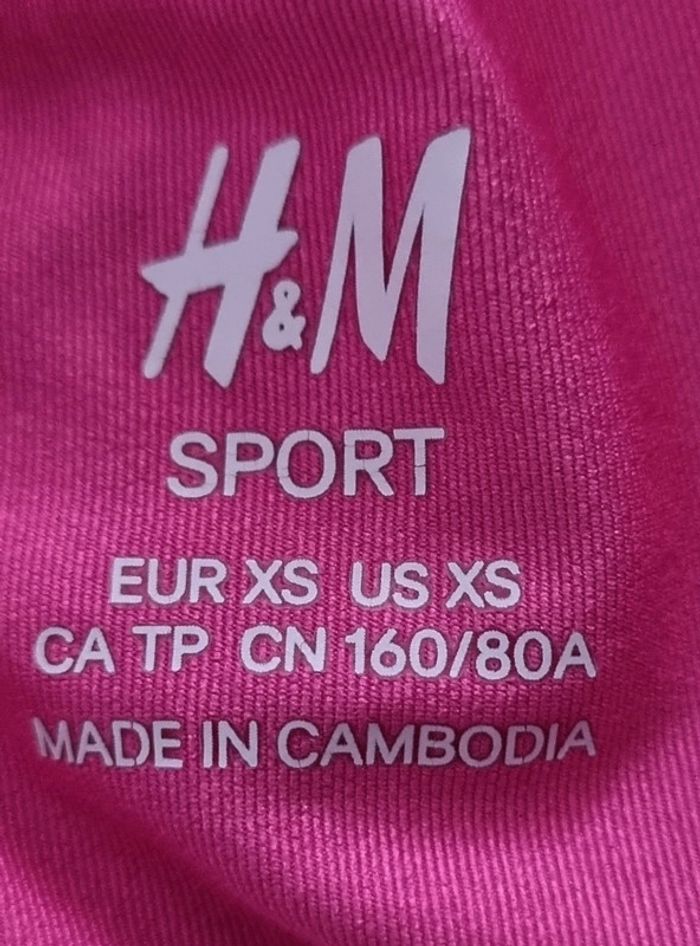 H&M
SPORT
EUR XS US XS
CA TP CN 160/80A
MADE IN CAMBODIA